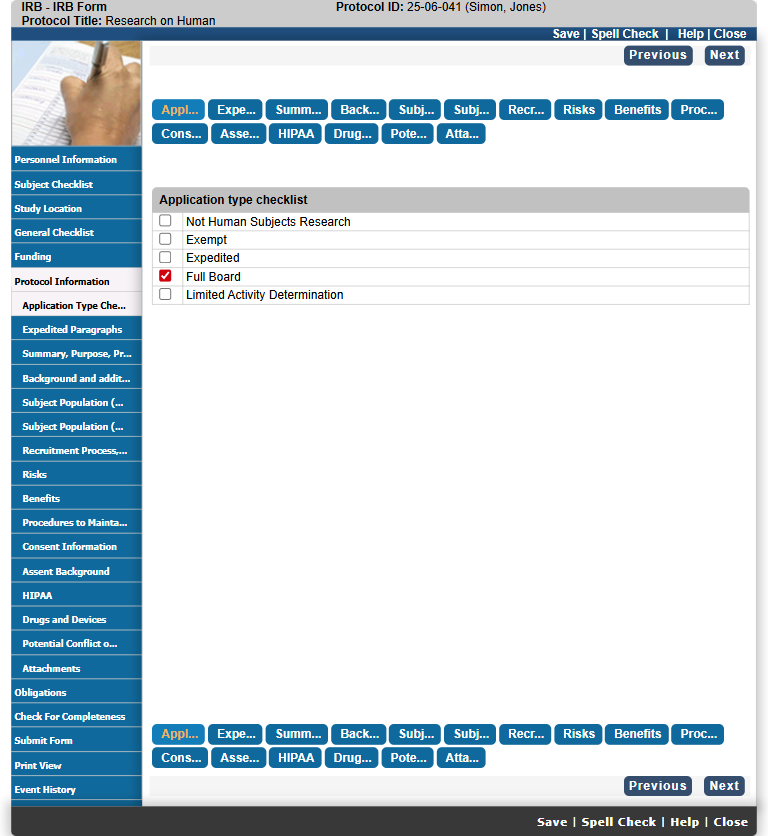 IRB - IRB Form
Protocol ID: 25-06-041 (Simon, Jones)
Protocol Title: Research on Human
Save | Spell Check | Help | Close
Previous Next
Appl... Expe... Summ... Back... Subj... Subj... Recr... Risks Benefits Proc...
Cons... Asse... HIPAA Drug... Pote... Atta...
Personnel Information
Subject Checklist
Study Location
General Checklist
Funding
Protocol Information
Application Type Che...
Expedited Paragraphs
Summary, Purpose, Pr...
Background and addit...
Subject Population (...
Subject Population (...
Recruitment Process,...
Risks
Benefits
Procedures to Mainta...
Consent Information
Assent Background
HIPAA
Drugs and Devices
Potential Conflict o...
Attachments
Obligations
Check For Completeness
Submit Form
Print View
Event History
Application type checklist
Not Human Subjects Research
Exempt
Expedited
Full Board
Limited Activity Determination
Appl... Expe... Summ... Back... Subj... Subj... Recr... Risks Benefits Proc...
Cons... Asse... HIPAA Drug... Pote... Atta...
Previous Next
Save | Spell Check | Help | Close